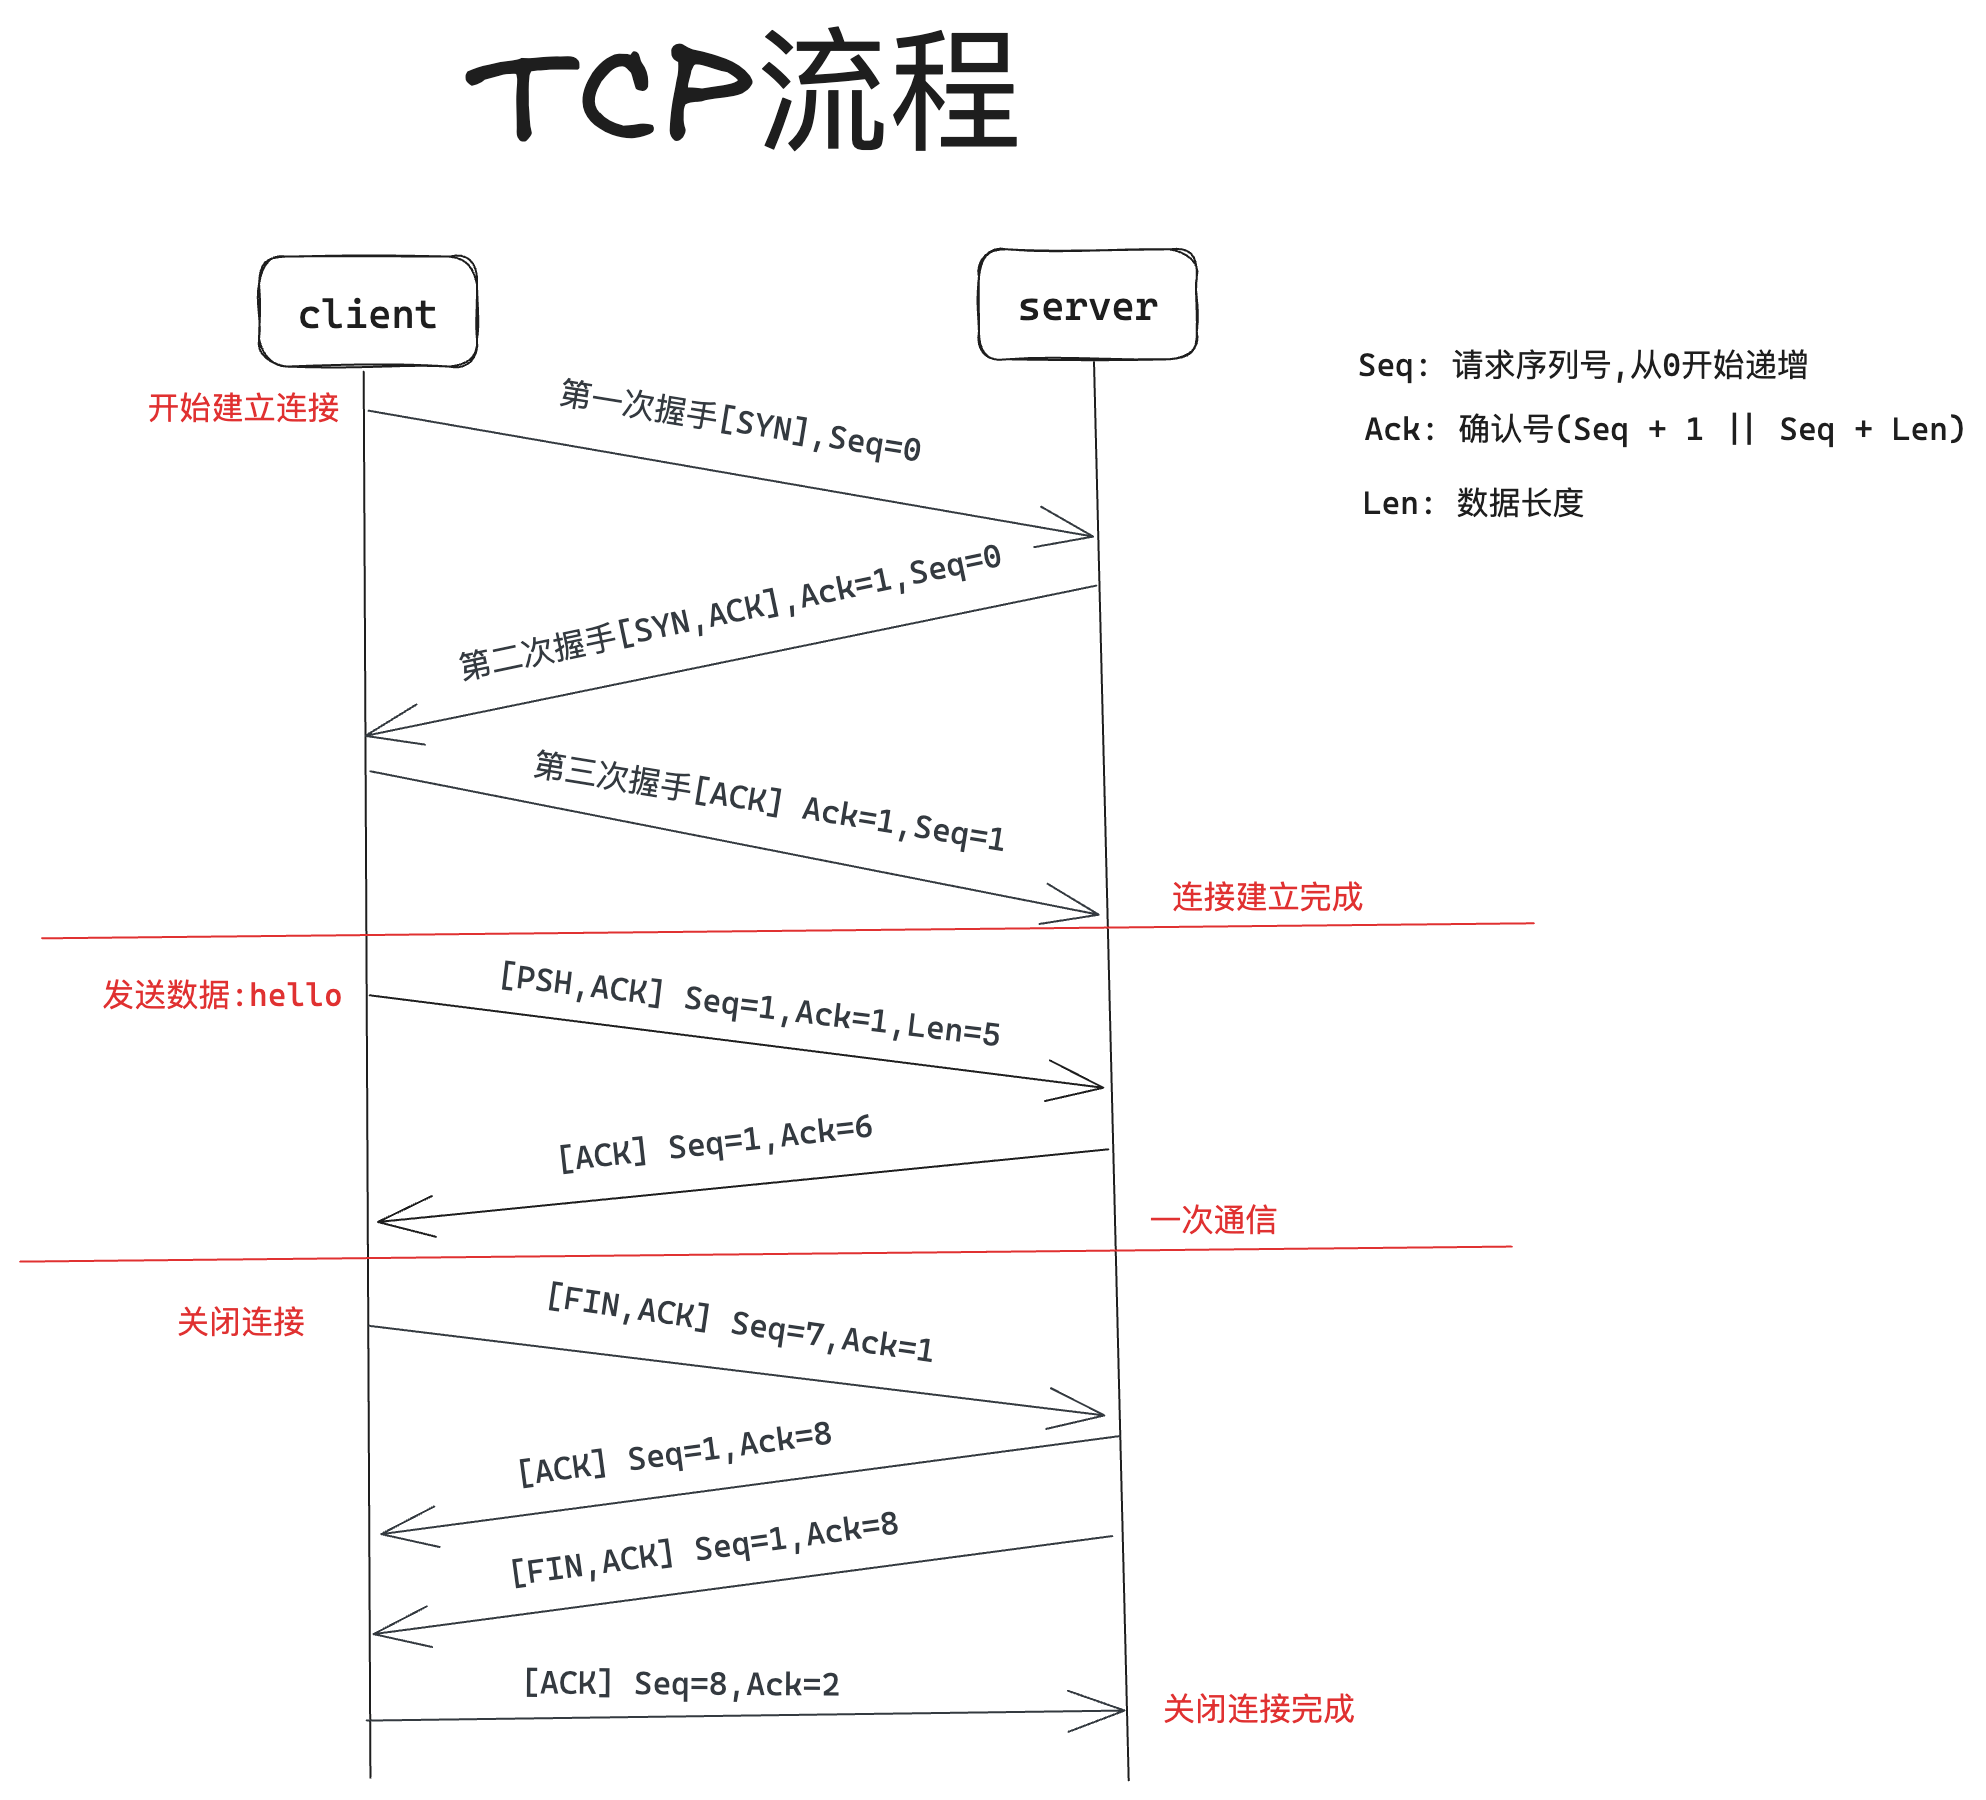 TCP流程
client
server
Seq: 请求序列号,从0开始递增
Ack: 确认号(Seq + 1 || Seq + Len)
Len: 数据长度
开始建立连接
第一次握手[SYN],Seq=0
第二次握手[SYN,ACK],Ack=1,Seq=0
第三次握手[ACK] Ack=1,Seq=1
连接建立完成
发送数据:hello
[PSH,ACK] Seq=1,Ack=1,Len=5
[ACK] Seq=1,Ack=6
一次通信
关闭连接
[FIN,ACK] Seq=7,Ack=1
[ACK] Seq=1,Ack=8
[FIN,ACK] Seq=1,Ack=8
[ACK] Seq=8,Ack=2
关闭连接完成